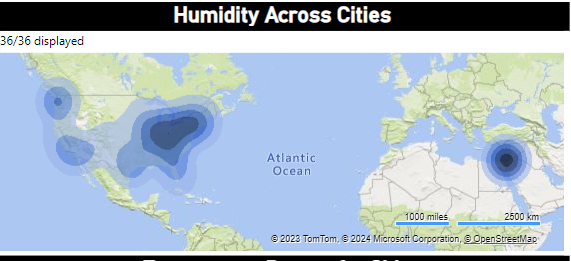 Humidity Across Cities
36/36 displayed
Atlantic
Ocean
1000 miles 2500 km
© 2023 TomTom, © 2024 Microsoft Corporation, © OpenStreetMap